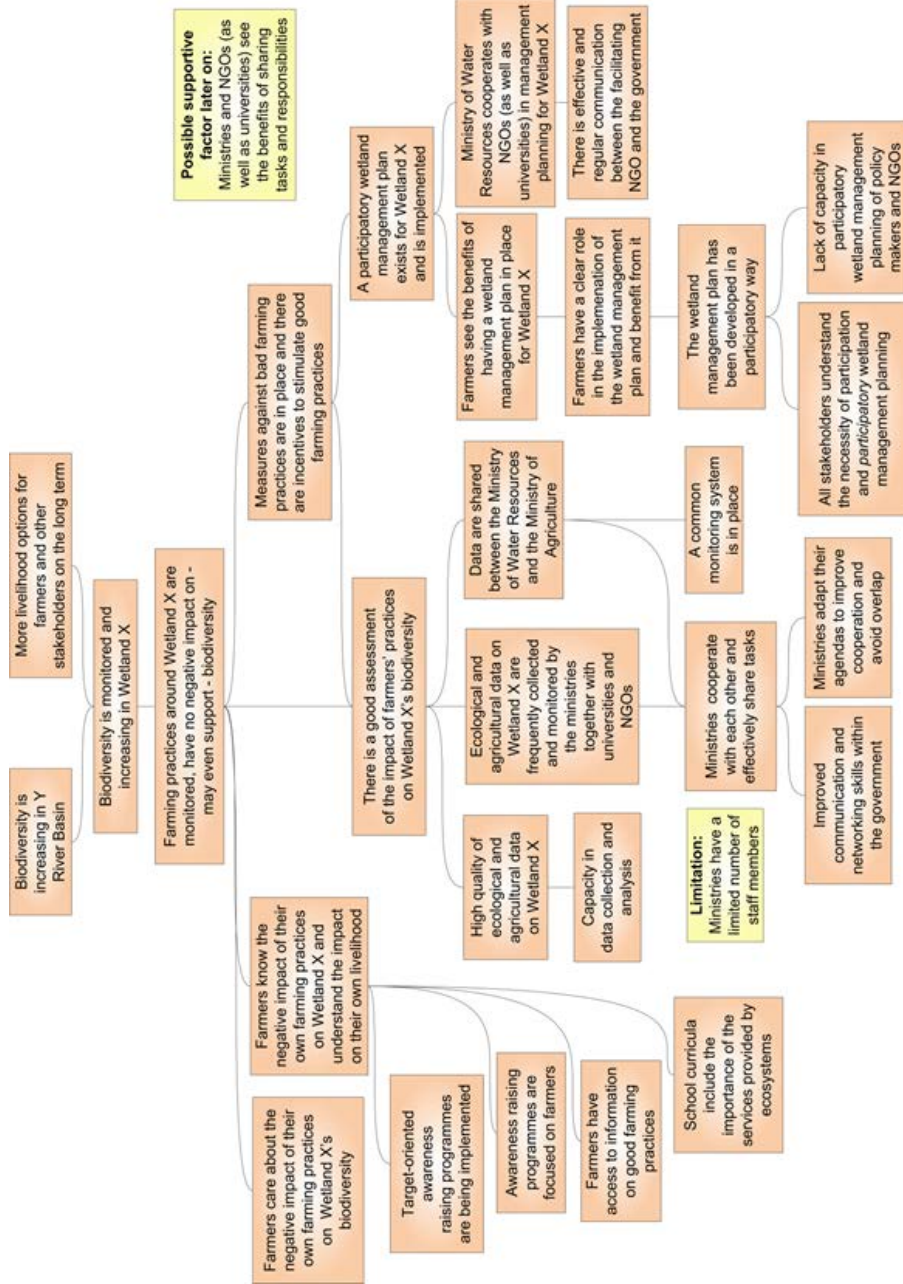 Biodiversity is
increasing in Y
River Basin
More livelihood options for
farmers and other
stakeholders on the long term
Biodiversity is monitored and
increasing in Wetland X
Farming practices around Wetland X are
monitored, have no negative impact on -
may even support - biodiversity
Possible supportive
factor later on:
Ministries and NGOs (as
well as universities) see
the benefits of sharing
tasks and responsibilities
Farmers care about the
negative impact of their
own farming practices
on Wetland X's
biodiversity
Farmers know the
negative impact of their
own farming practices
on Wetland X and
understand the impact
on their own livelihood
Measures against bad farming
practices are in place and there
are incentives to stimulate good
farming practices
Target-oriented
awareness
raising programmes
are being implemented
Awareness raising
programmes are
focused on farmers
Farmers have
access to information
on good farming
practices
School curricula
include the
importance of the
services provided by
ecosystems
There is a good assessment
of the impact of farmers' practices
on Wetland X's biodiversity
A participatory wetland
management plan
exists for Wetland X
and is implemented
High quality of
ecological and
agricultural data
on Wetland X
Capacity in
data collection and
analysis
Ecological and
agricultural data on
Wetland X are
frequently collected
and monitored by
the ministries
together with
universities and
NGOs
Data are shared
between the Ministry
of Water Resources
and the Ministry of
Agriculture
Limitation:
Ministries have a
limited number of
staff members
Ministries cooperate
with each other and
effectively share tasks
A common
monitoring system
is in place
Improved
communication and
networking skills within
the government
Ministries adapt their
agendas to improve
cooperation and
avoid overlap
Farmers see the benefits of
having a wetland
management plan in place
for Wetland X
Ministry of Water
Resources cooperates with
NGOs (as well as
universities) in management
planning for Wetland X
Farmers have a clear role
in the implemenation of
the wetland management
plan and benefit from it
There is effective and
regular communication
between the facilitating
NGO and the government
The wetland
management plan has
been developed in a
participatory way
All stakeholders understand
the necessity of participation
and participatory wetland
management planning
Lack of capacity in
participatory
wetland management
planning of policy
makers and NGOs